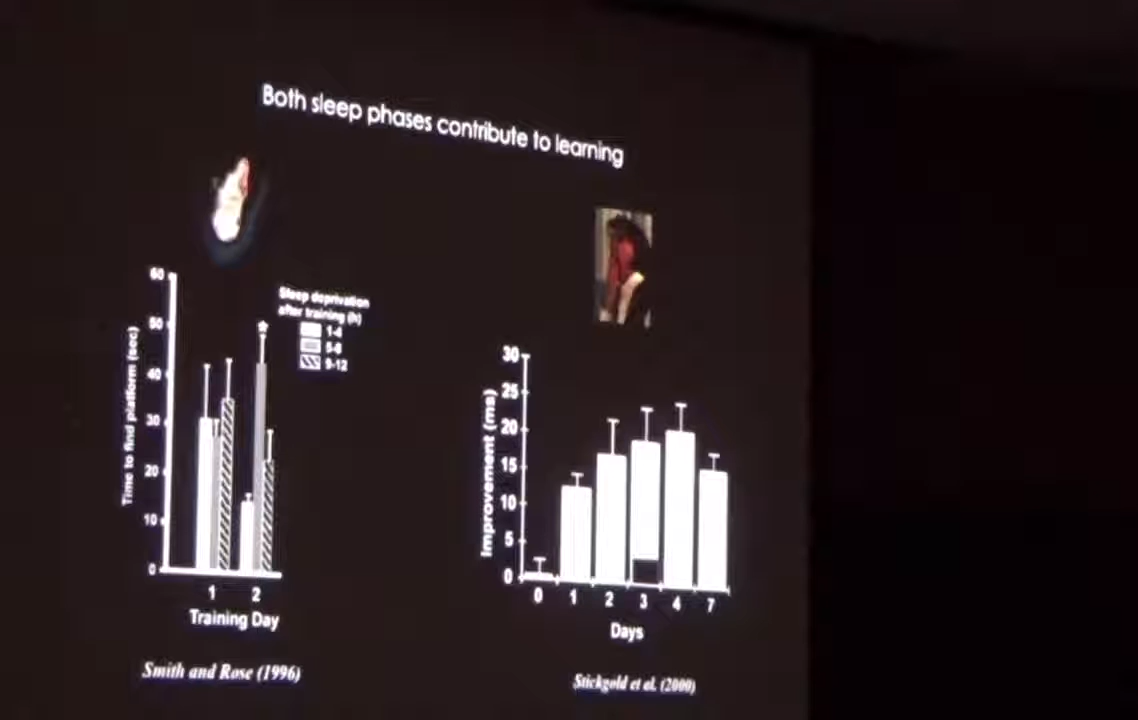 Both sleep phases contribute to learning
Sleep deprivation
after training (h)
1-4
5-8
9-12
60
50
40
30
20
10
0
Time to find platform (sec)
*
1 2
Training Day
Smith and Rose (1996)
30
25
20
15
10
5
0
Improvement (ms)
0 1 2 3 4 7
Days
Stickgold et al. (2000)